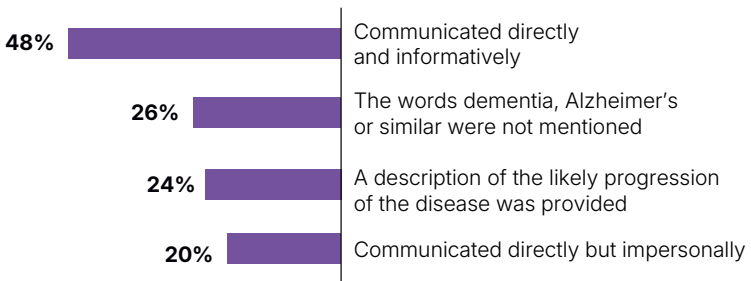 48%
Communicated directly
and informatively
26%
The words dementia, Alzheimer’s
or similar were not mentioned
24%
A description of the likely progression
of the disease was provided
20%
Communicated directly but impersonally